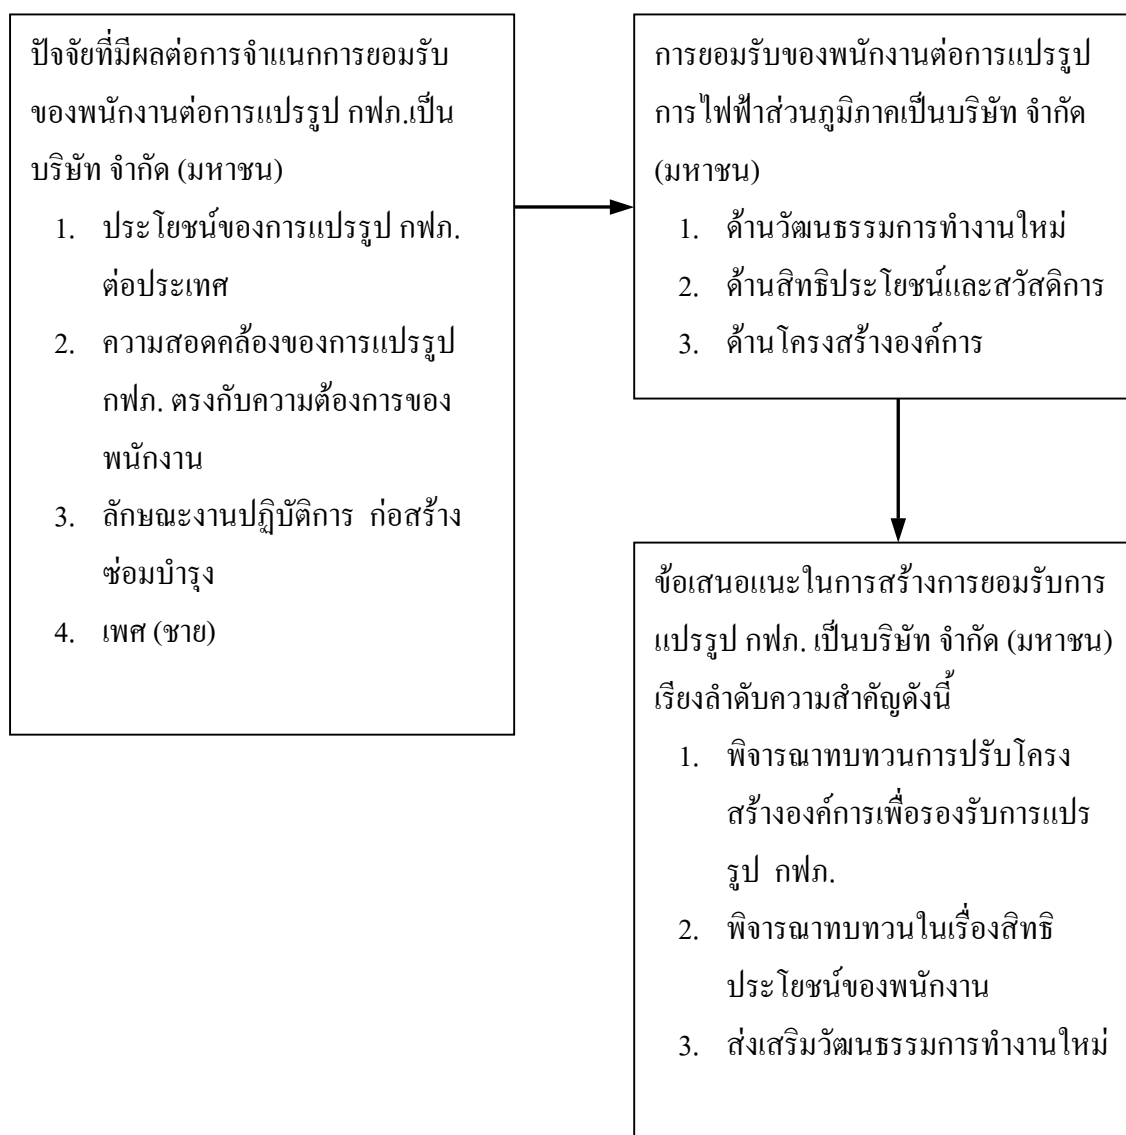 ปัจจัยที่มีผลต่อการจำแนกการยอมรับ
ของพนักงานต่อการแปรรูป กฟภ.เป็น
บริษัท จำกัด (มหาชน)
1. ประโยชน์ของการแปรรูป กฟภ.
ต่อประเทศ
2. ความสอดคล้องของการแปรรูป
กฟภ. ตรงกับความต้องการของ
พนักงาน
3. ลักษณะงานปฏิบัติการ ก่อสร้าง
ซ่อมบำรุง
4. เพศ (ชาย)
การยอมรับของพนักงานต่อการแปรรูป
การไฟฟ้าส่วนภูมิภาคเป็นบริษัท จำกัด
(มหาชน)
1. ด้านวัฒนธรรมการทำงานใหม่
2. ด้านสิทธิประโยชน์และสวัสดิการ
3. ด้านโครงสร้างองค์การ
ข้อเสนอแนะในการสร้างการยอมรับการ
แปรรูป กฟภ. เป็นบริษัท จำกัด (มหาชน)
เรียงลำดับความสำคัญดังนี้
1. พิจารณาทบทวนการปรับโครง
สร้างองค์การเพื่อรองรับการแปร
รูป กฟภ.
2. พิจารณาทบทวนในเรื่องสิทธิ
ประโยชน์ของพนักงาน
3. ส่งเสริมวัฒนธรรมการทำงานใหม่